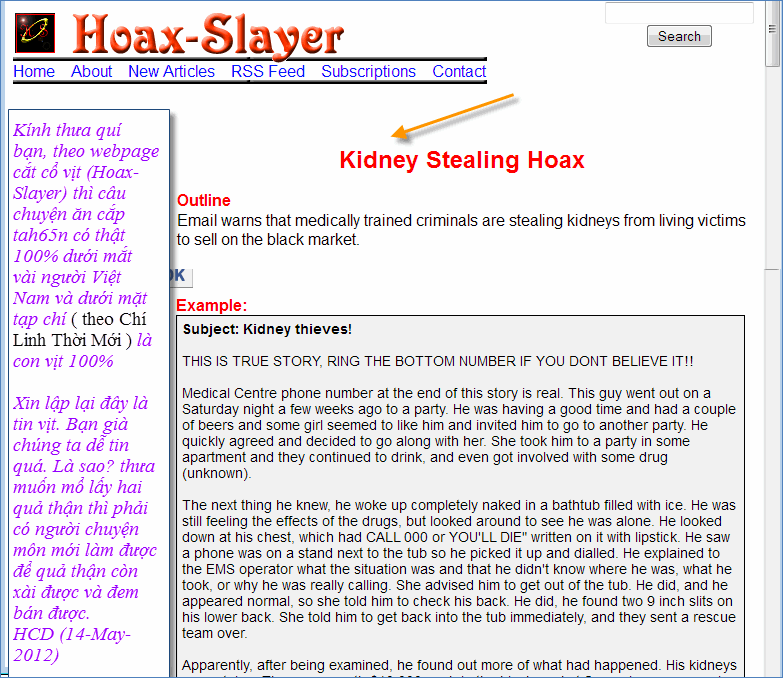 Hoax-Slayer
Search
Home About New Articles RSS Feed Subscriptions Contact
Kính thưa quí
bạn, theo webpage
cắt cổ vịt (Hoax-
Slayer) thì câu
chuyện ăn cắp
tah65n có thật
100% dưới mắt
vài người Việt
Nam và dưới mặt
tạp chí ( theo Chí
Linh Thời Mới ) là
con vịt 100%
Xin lập lại đây là
tin vịt. Bạn già
chúng ta dễ tin
quá. Là sao? thưa
muốn mổ lấy hai
quả thận thì phải
có người chuyện
môn mới làm được
để quả thận còn
xài được và đem
bán được.
HCD (14-May-
2012)
Kidney Stealing Hoax
Outline
Email warns that medically trained criminals are stealing kidneys from living victims
to sell on the black market.
OK
Example:
Subject: Kidney thieves!
THIS IS TRUE STORY, RING THE BOTTOM NUMBER IF YOU DONT BELIEVE IT!!
Medical Centre phone number at the end of this story is real. This guy went out on a
Saturday night a few weeks ago to a party. He was having a good time and had a couple
of beers and some girl seemed to like him and invited him to go to another party. He
quickly agreed and decided to go along with her. She took him to a party in some
apartment and they continued to drink, and even got involved with some drug
(unknown).
The next thing he knew, he woke up completely naked in a bathtub filled with ice. He was
still feeling the effects of the drugs, but looked around to see he was alone. He looked
down at his chest, which had CALL 000 or YOU'LL DIE" written on it with lipstick. He saw
a phone was on a stand next to the tub so he picked it up and dialled. He explained to
the EMS operator what the situation was and that he didn't know where he was, what he
took, or why he was really calling. She advised him to get out of the tub. He did, and he
appeared normal, so she told him to check his back. He did, he found two 9 inch slits on
his lower back. She told him to get back into the tub immediately, and they sent a rescue
team over.
Apparently, after being examined, he found out more of what had happened. His kidneys